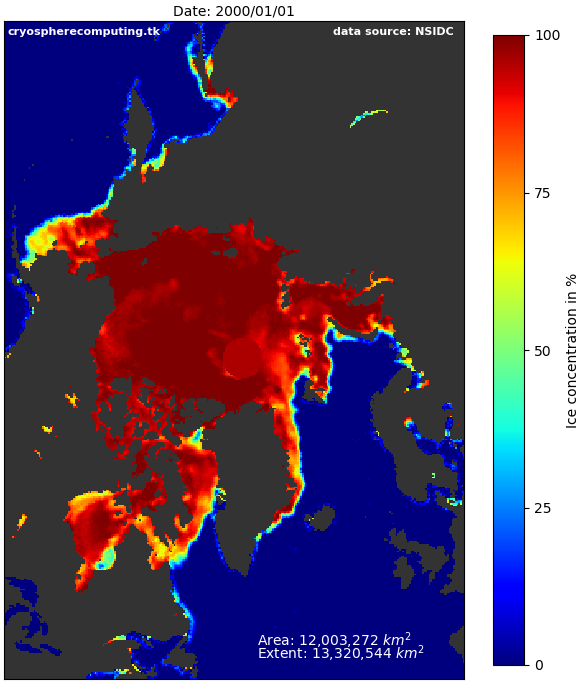 Date: 2000/01/01
cryospherecomputing.tk
data source: NSIDC
100
75
50
25
0
Ice concentration in %
Area: 12,003,272 km²
Extent: 13,320,544 km²